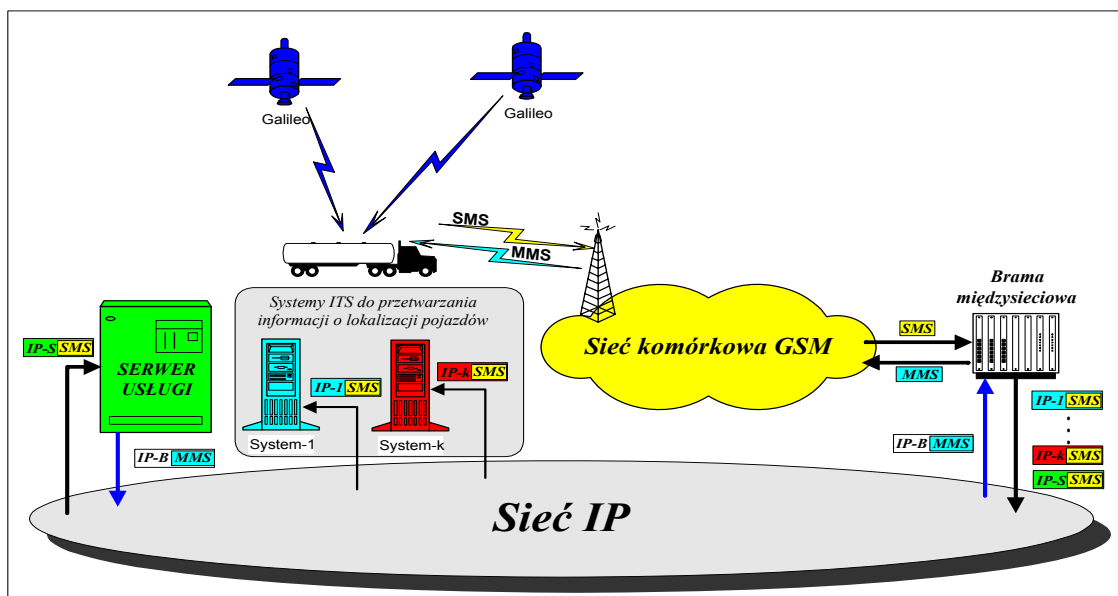 Galileo
Galileo
SMS
MMS
Systemy ITS do przetwarzania
informacji o lokalizacji pojazdów
Brama
międzysieciowa
IP-S SMS
SERWER
USŁUGI
IP-1 SMS
IP-k SMS
Sieć komórkowa GSM
SMS
MMS
IP-1 SMS
System-1
System-k
IP-B MMS
IP-B MMS
IP-k SMS
IP-S SMS
Sieć IP